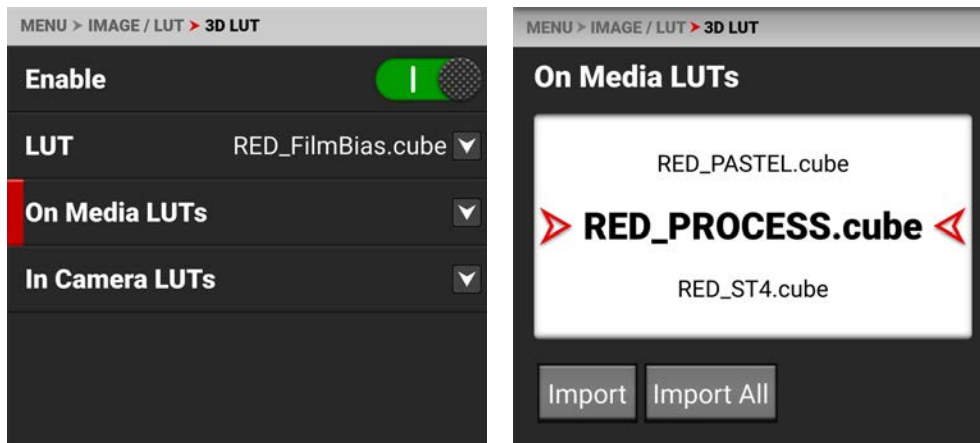 MENU > IMAGE / LUT > 3D LUT
Enable
LUT RED_FilmBias.cube
On Media LUTs
In Camera LUTs
MENU > IMAGE / LUT > 3D LUT
On Media LUTs
RED_PASTEL.cube
RED_PROCESS.cube
RED_ST4.cube
Import Import All